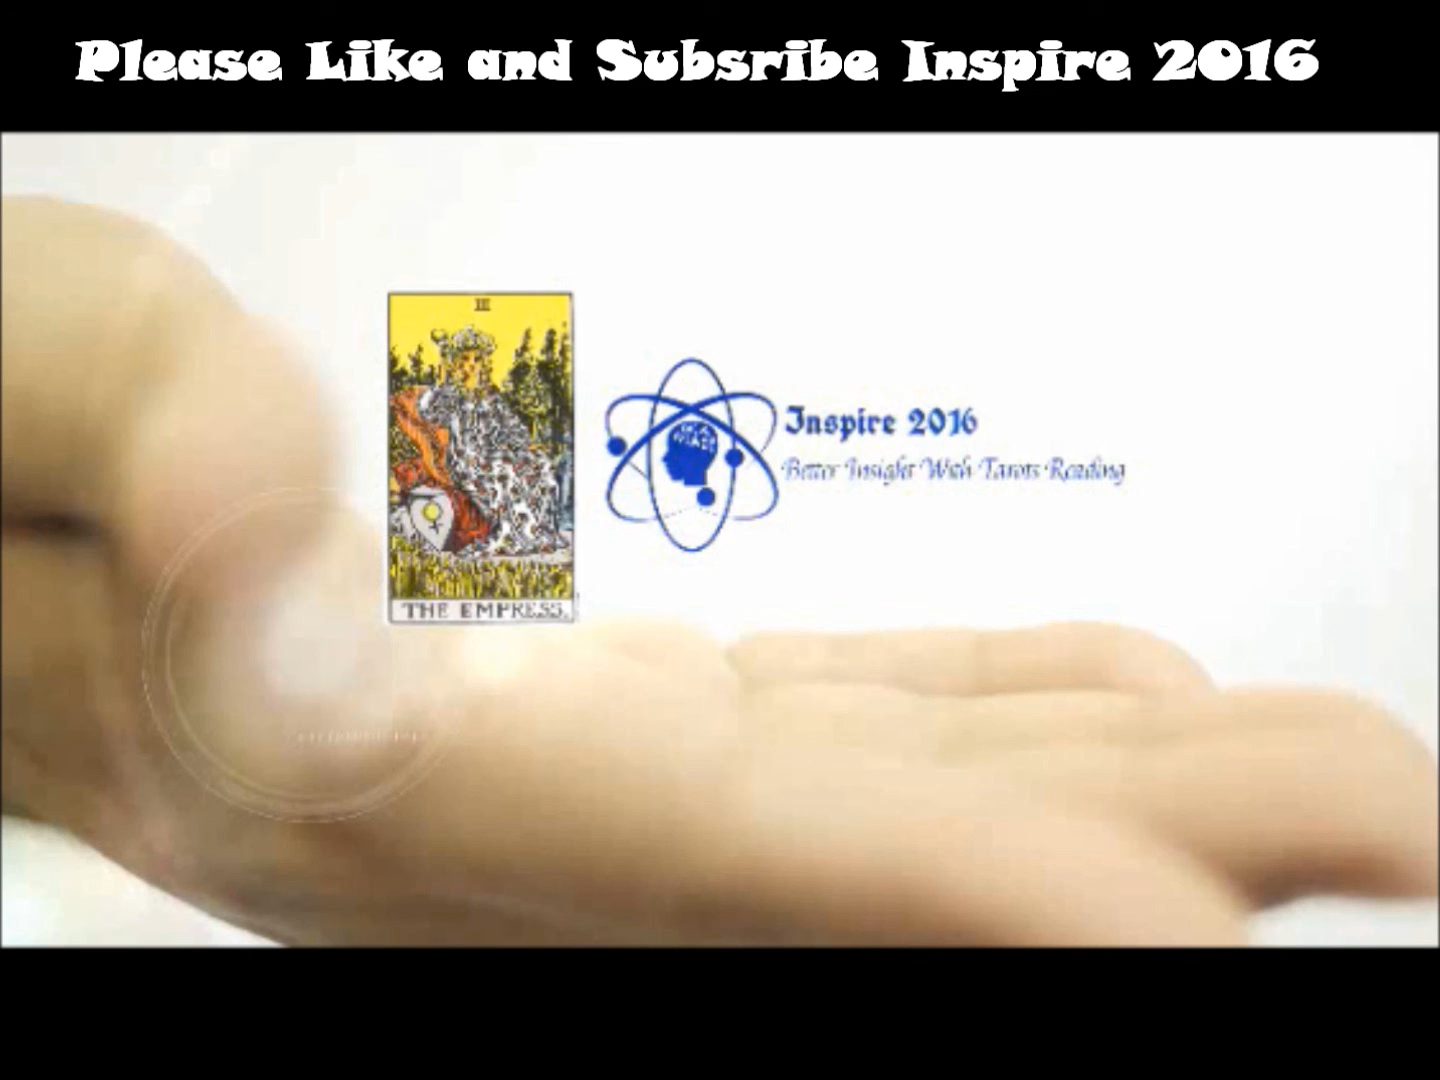 Please Like and Subsribe Inspire 2016
III
THE EMPRESS.
Inspire 2016
Better Insight With Tarots Reading